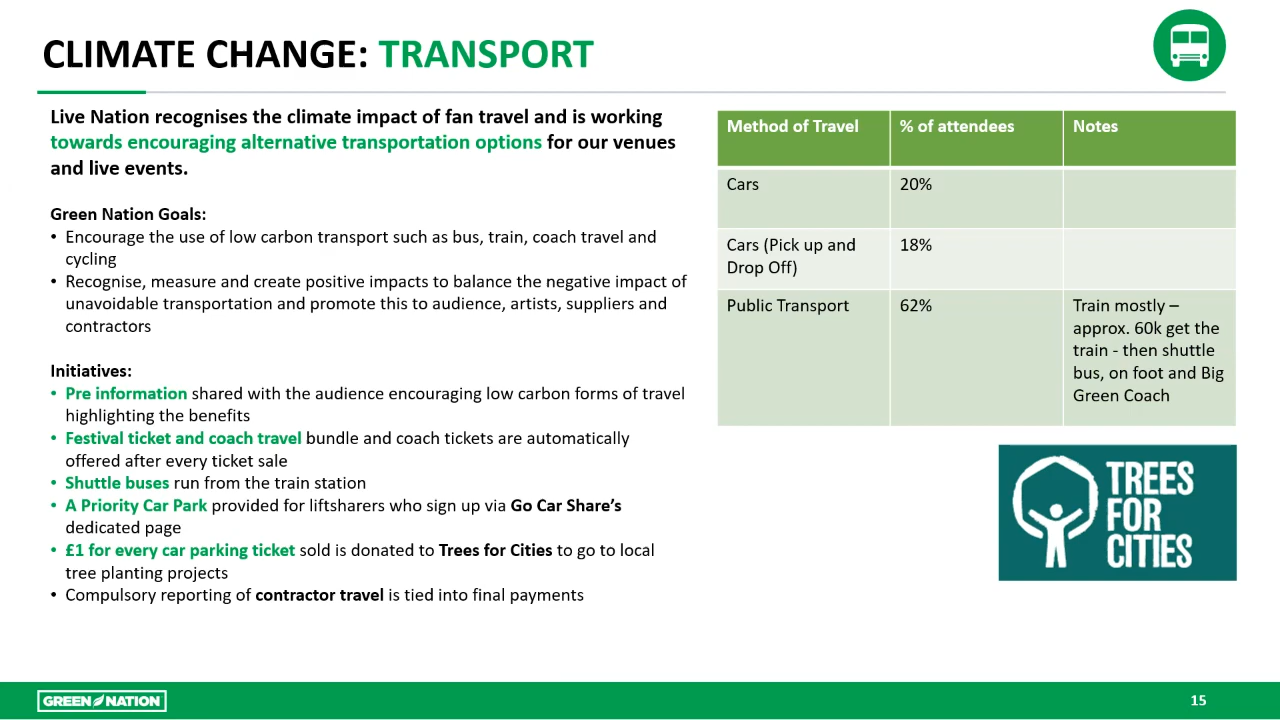 CLIMATE CHANGE: TRANSPORT
Live Nation recognises the climate impact of fan travel and is working
towards encouraging alternative transportation options for our venues
and live events.
Green Nation Goals:
• Encourage the use of low carbon transport such as bus, train, coach travel and
cycling
• Recognise, measure and create positive impacts to balance the negative impact of
unavoidable transportation and promote this to audience, artists, suppliers and
contractors
Initiatives:
• Pre information shared with the audience encouraging low carbon forms of travel
highlighting the benefits
• Festival ticket and coach travel bundle and coach tickets are automatically
offered after every ticket sale
• Shuttle buses run from the train station
• A Priority Car Park provided for liftsharers who sign up via Go Car Share’s
dedicated page
• £1 for every car parking ticket sold is donated to Trees for Cities to go to local
tree planting projects
• Compulsory reporting of contractor travel is tied into final payments
Method of Travel % of attendees Notes
Cars 20%
Cars (Pick up and 18%
Drop Off)
Public Transport 62% Train mostly –
approx. 60k get the
train - then shuttle
bus, on foot and Big
Green Coach
TREES
FOR
CITIES
GREEN NATION
15